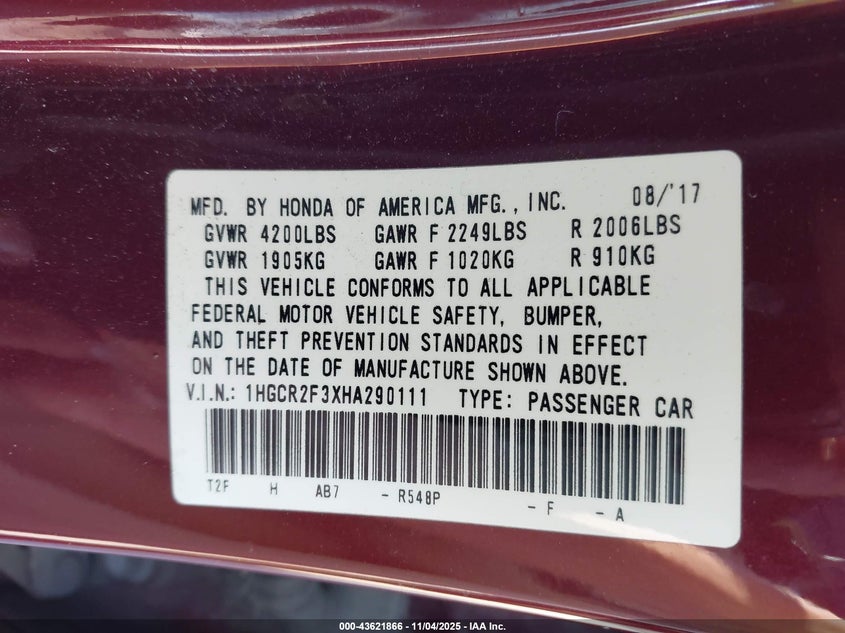 MFD. BY HONDA OF AMERICA MFG., INC. 08/'17
GVWR 4200LBS GAWR F 2249LBS R 2006LBS
GVWR 1905KG GAWR F 1020KG R 910KG
THIS VEHICLE CONFORMS TO ALL APPLICABLE
FEDERAL MOTOR VEHICLE SAFETY, BUMPER,
AND THEFT PREVENTION STANDARDS IN EFFECT
ON THE DATE OF MANUFACTURE SHOWN ABOVE.
V.I.N.: 1HGCR2F3XHA290111 TYPE: PASSENGER CAR
T2F H AB7 - R548P - F - A
000-43621866 - 11/04/2025 - IAA Inc.